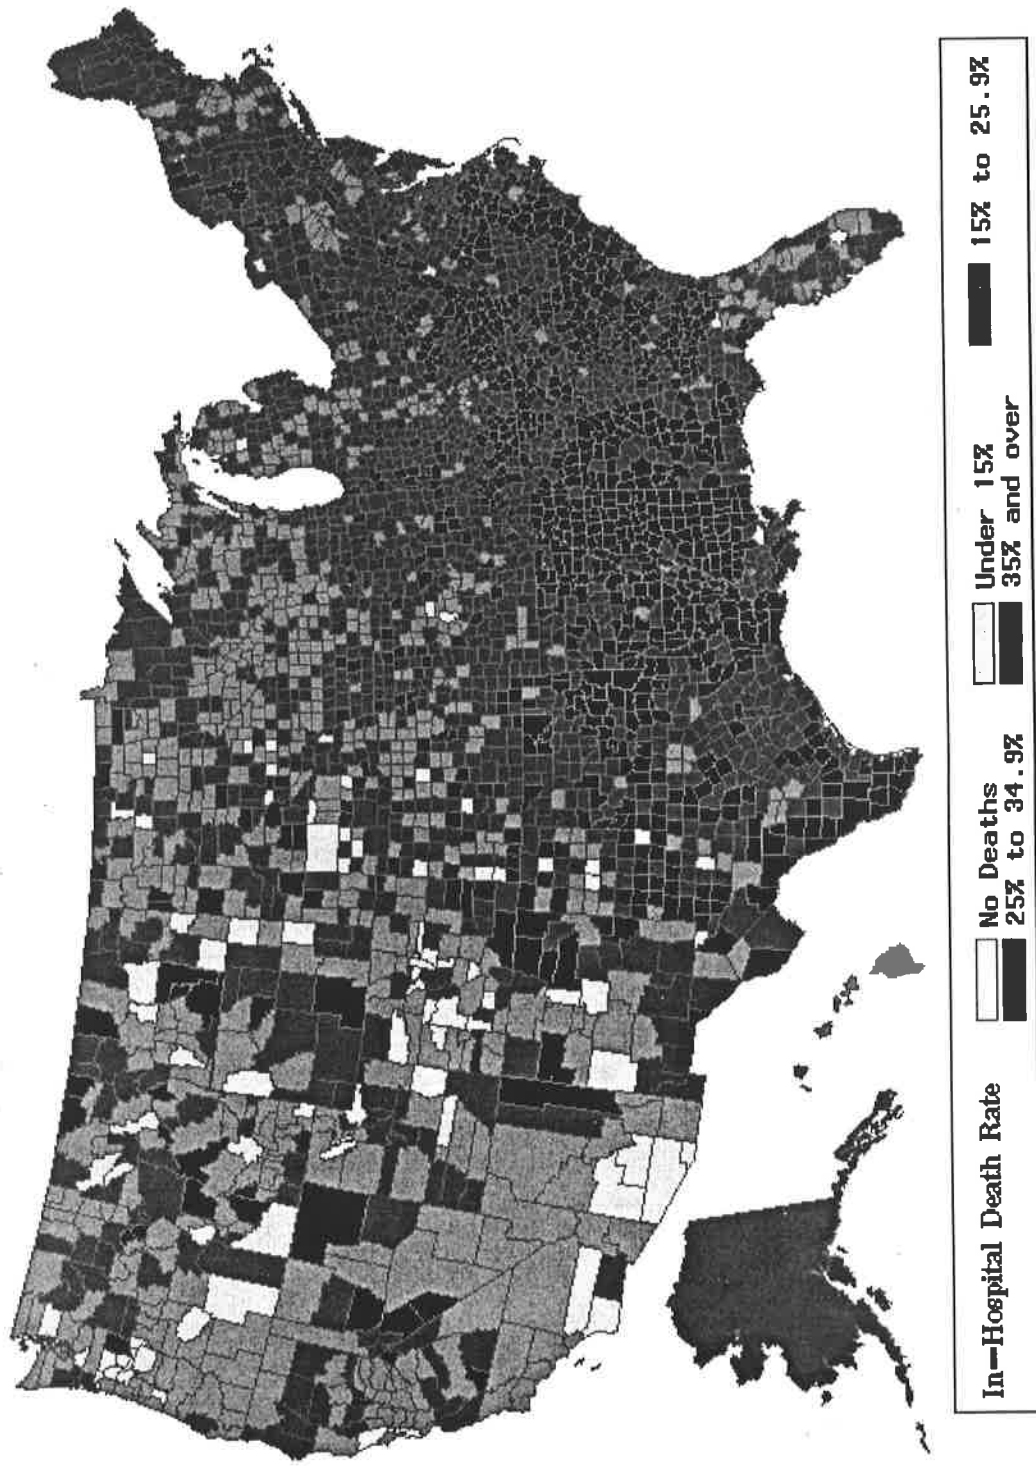 In-Hospital Death Rate
No Deaths
Under 15%
15% to 25.9%
25% to 34.9%
35% and over